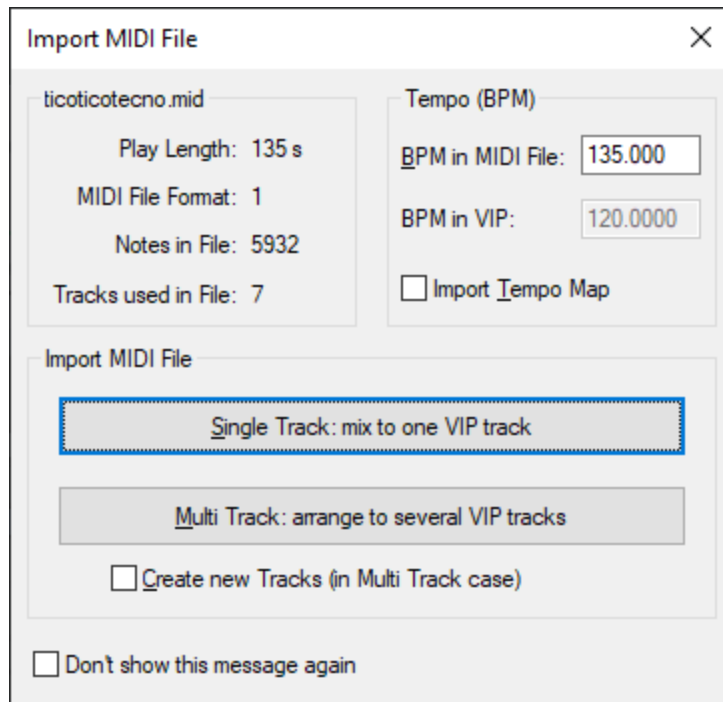 Import MIDI File
ticoticotecno.mid
Play Length: 135 s
MIDI File Format: 1
Notes in File: 5932
Tracks used in File: 7
Tempo (BPM)
BPM in MIDI File: 135.000
BPM in VIP: 120.0000
Import Tempo Map
Import MIDI File
Single Track: mix to one VIP track
Multi Track: arrange to several VIP tracks
Create new Tracks (in Multi Track case)
Don't show this message again